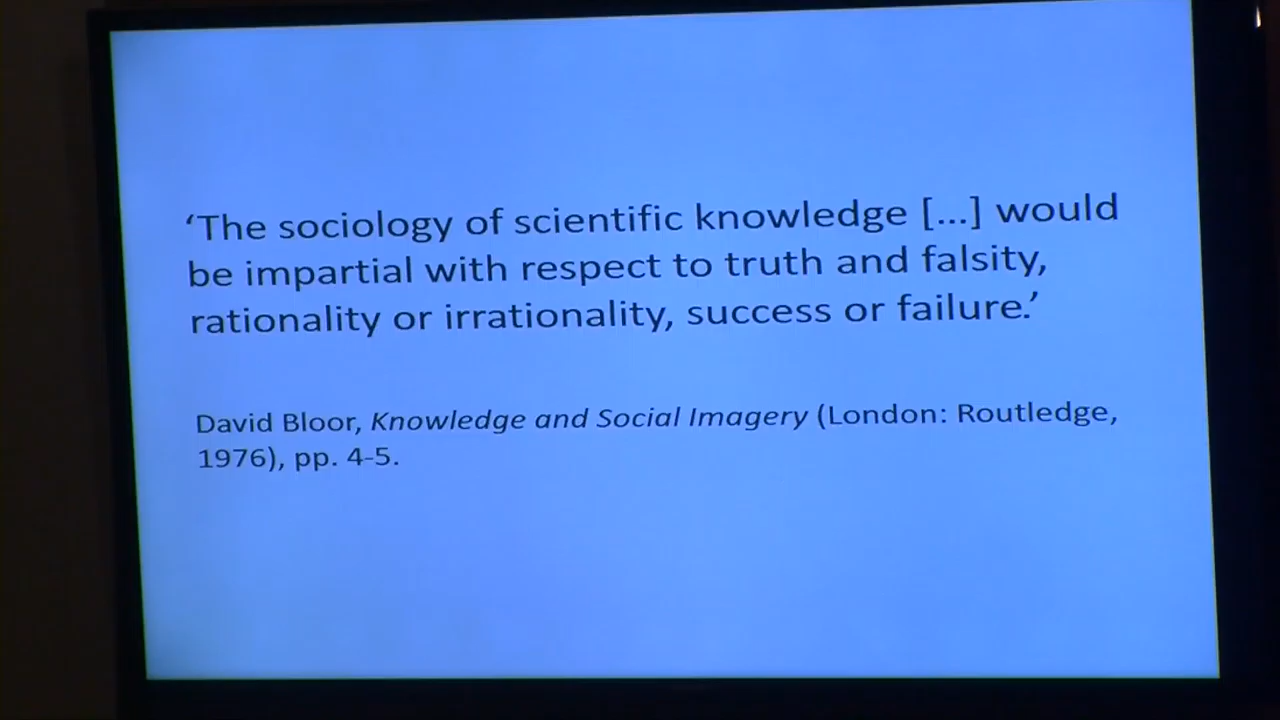 ‘The sociology of scientific knowledge [...] would
be impartial with respect to truth and falsity,
rationality or irrationality, success or failure.’
David Bloor, Knowledge and Social Imagery (London: Routledge,
1976), pp. 4-5.